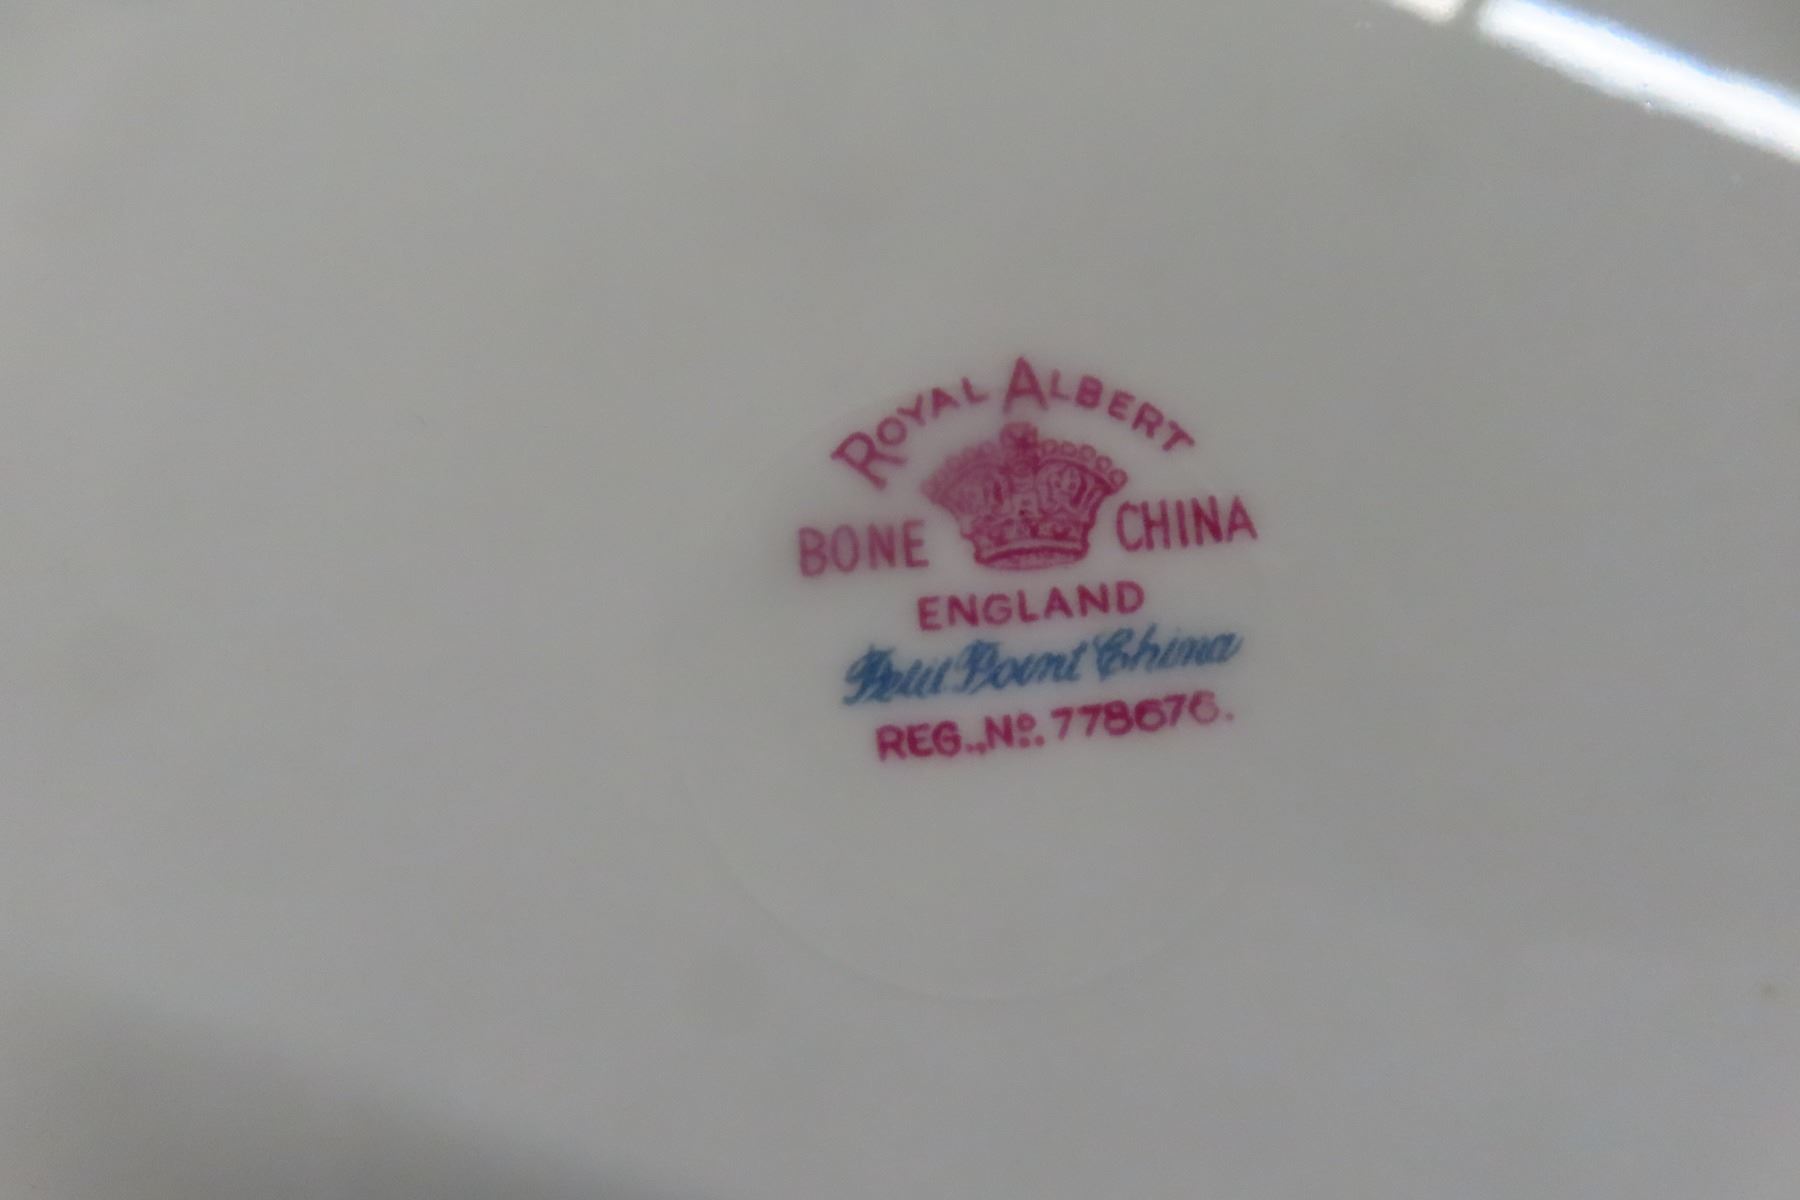 ROYAL ALBERT
BONE CHINA
ENGLAND
Petit Point China
REG., No. 778676.